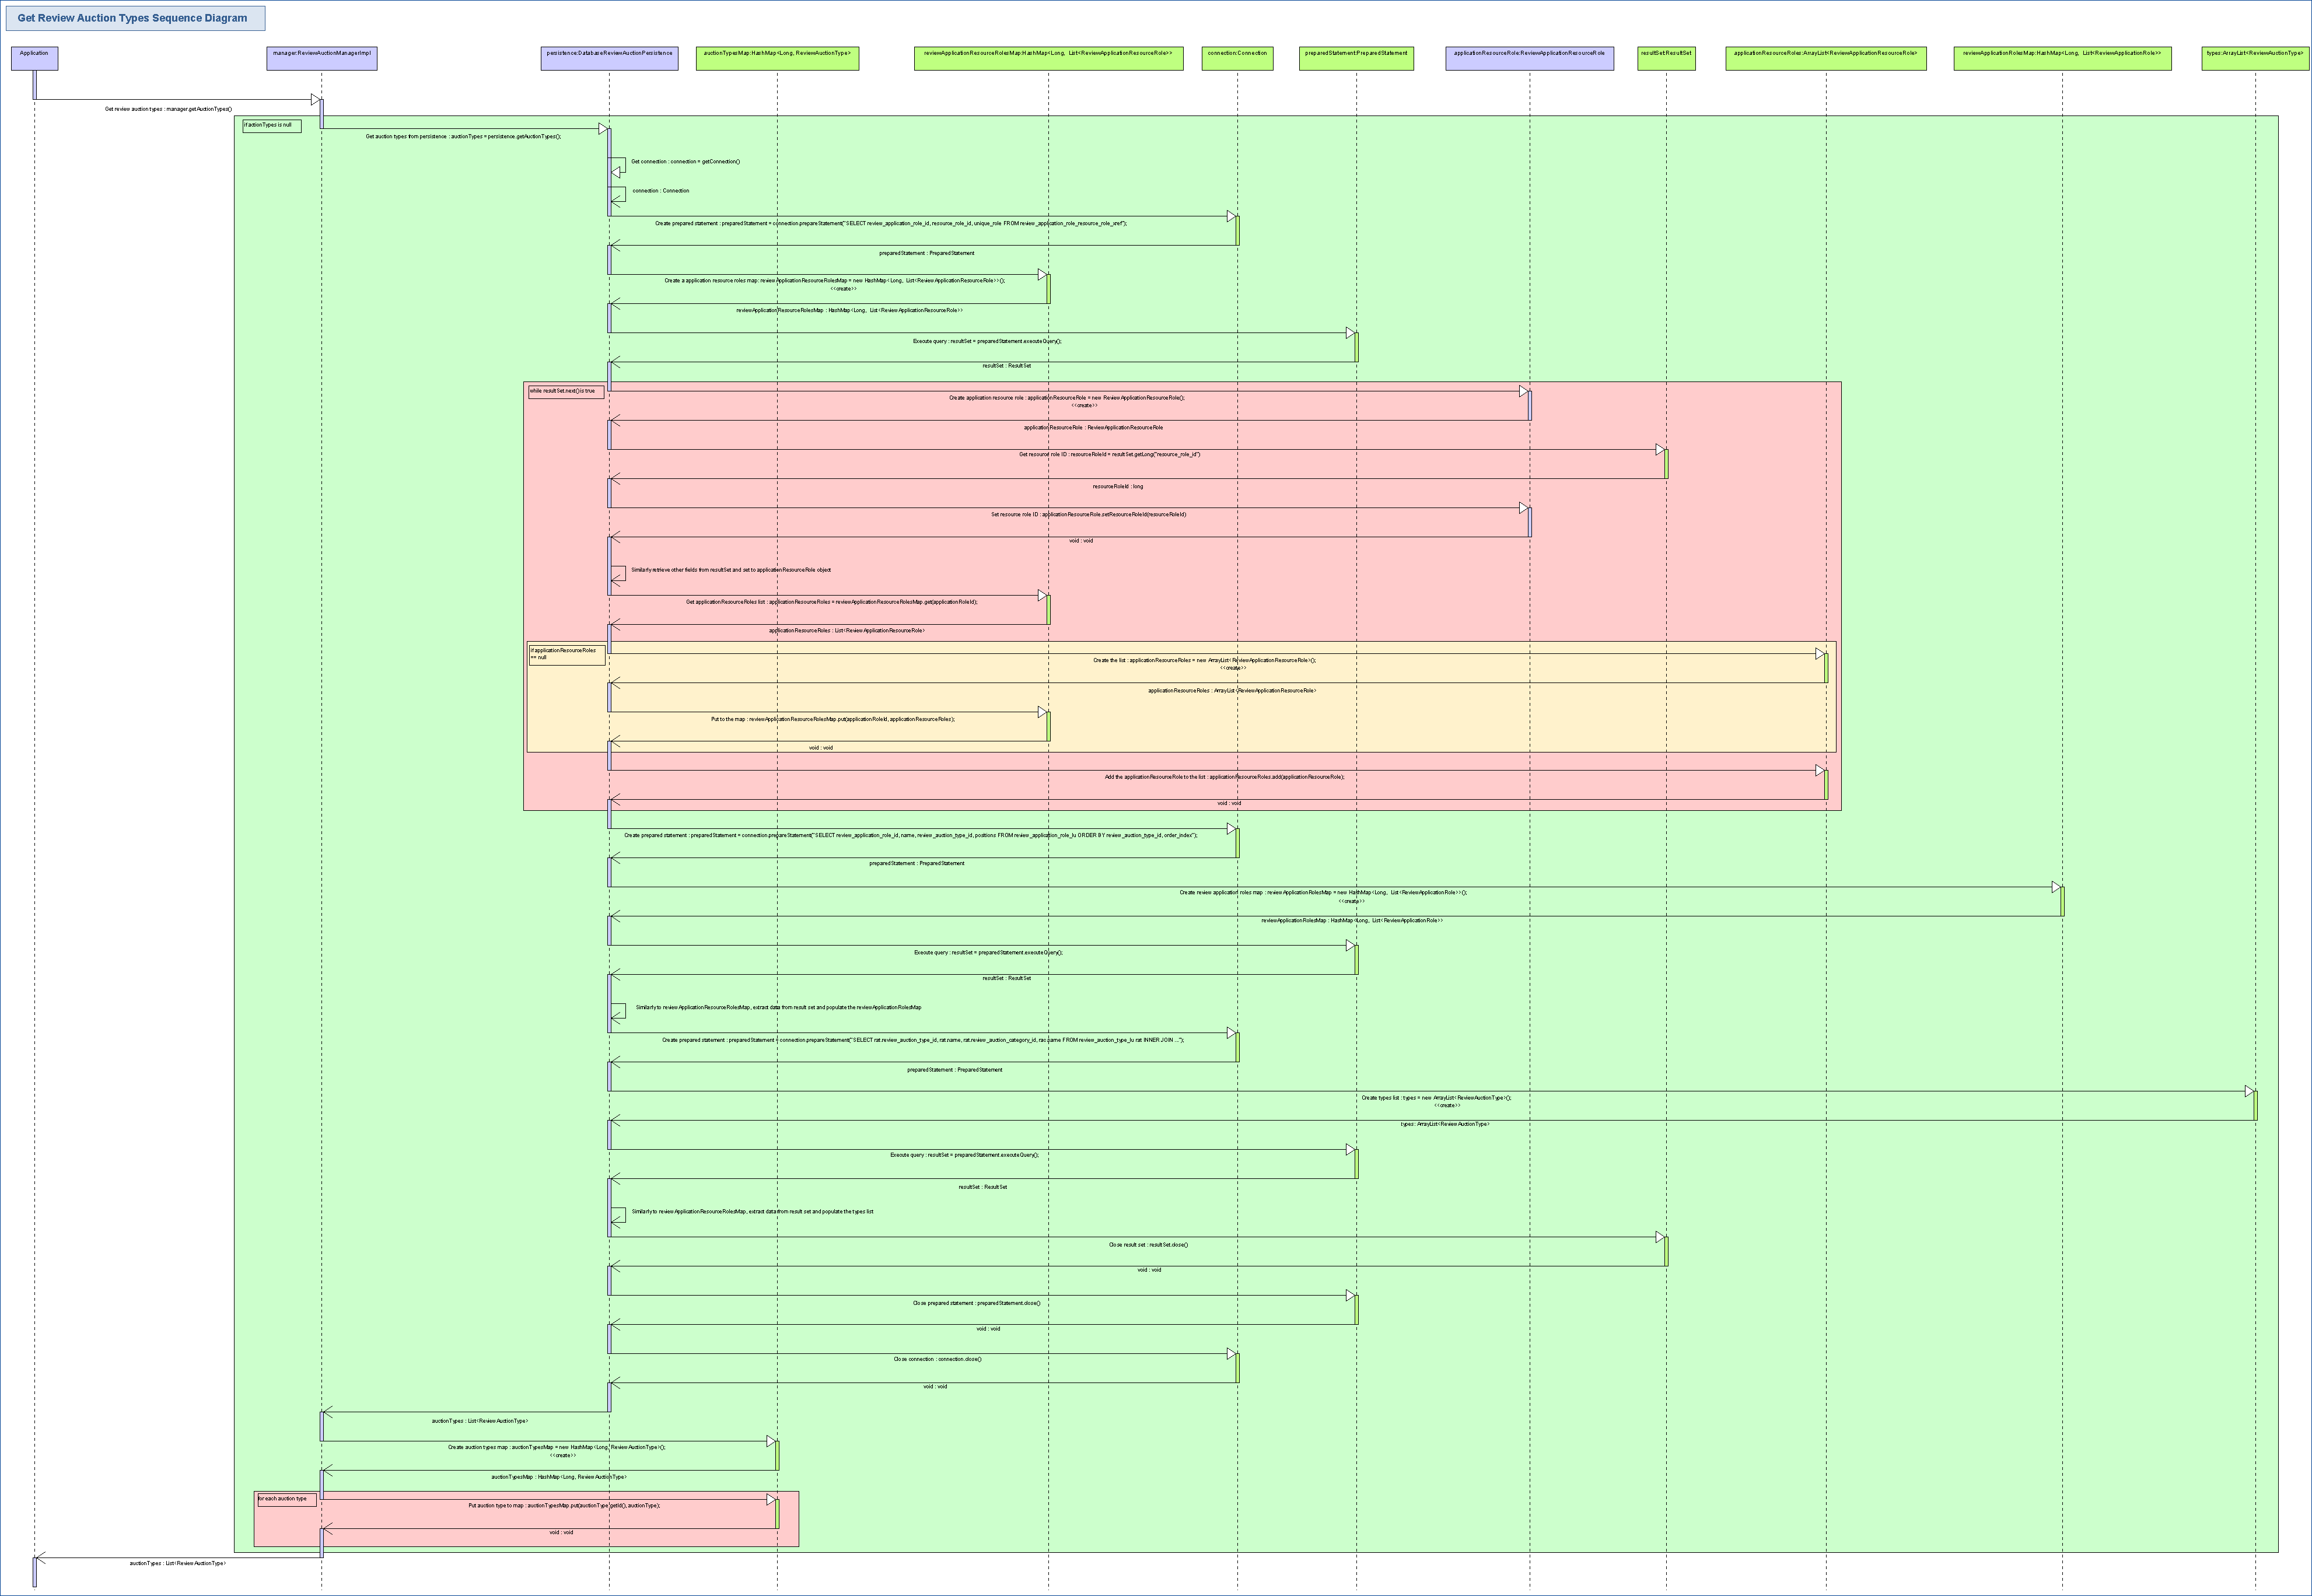 Get Review Auction Types Sequence Diagram
Application
manager:ReviewAuctionManagerImpl
persistence:DatabaseReviewAuctionPersistence
auctionTypesMap:HashMap<Long, ReviewAuctionType>
reviewApplicationResourceRolesMap:HashMap<Long, List<ReviewApplicationResourceRole>>
connection:Connection
preparedStatement:PreparedStatement
applicationResourceRole:ReviewApplicationResourceRole
resultSet:ResultSet
applicationResourceRoles:ArrayList<ReviewApplicationResourceRole>
reviewApplicationRolesMap:HashMap<Long, List<ReviewApplicationRole>>
types:ArrayList<ReviewAuctionType>
Get review auction types : manager.getAuctionTypes()
if actionTypes is null
Get auction types from persistence : auctionTypes = persistence.getAuctionTypes();
Get connection : connection = getConnection()
connection : Connection
Create prepared statement : preparedStatement = connection.prepareStatement("SELECT review_application_role_id, resource_role_id, unique_role FROM review_application_role_resource_role_xref");
preparedStatement : PreparedStatement
Create a application resource roles map: reviewApplicationResourceRolesMap = new HashMap<Long, List<ReviewApplicationResourceRole>>();
<<create>>
reviewApplicationResourceRolesMap : HashMap<Long, List<ReviewApplicationResourceRole>>
Execute query : resultSet = preparedStatement.executeQuery();
resultSet : ResultSet
while resultSet.next() is true
Create application resource role : applicationResourceRole = new ReviewApplicationResourceRole();
<<create>>
applicationResourceRole : ReviewApplicationResourceRole
Get resource role ID : resourceRoleId = resultSet.getLong("resource_role_id")
resourceRoleId : long
Set resource role ID : applicationResourceRole.setResourceRoleId(resourceRoleId)
void : void
Similarly retrieve other fields from resultSet and set to applicationResourceRole object
Get applicationResourceRoles list : applicationResourceRoles = reviewApplicationResourceRolesMap.get(applicationRoleId);
applicationResourceRoles : List<ReviewApplicationResourceRole>
if applicationResourceRoles
== null
Create the list : applicationResourceRoles = new ArrayList<ReviewApplicationResourceRole>();
<<create>>
applicationResourceRoles : ArrayList<ReviewApplicationResourceRole>
Put to the map : reviewApplicationResourceRolesMap.put(applicationRoleId, applicationResourceRoles);
void : void
Add the applicationResourceRole to the list : applicationResourceRoles.add(applicationResourceRole);
void : void
Create prepared statement : preparedStatement = connection.prepareStatement("SELECT review_application_role_id, name, review_auction_type_id, positions FROM review_application_role_lu ORDER BY review_auction_type_id, order_index");
preparedStatement : PreparedStatement
Create review application roles map : reviewApplicationRolesMap = new HashMap<Long, List<ReviewApplicationRole>>();
<<create>>
reviewApplicationRolesMap : HashMap<Long, List<ReviewApplicationRole>>
Execute query : resultSet = preparedStatement.executeQuery();
resultSet : ResultSet
Similarly to reviewApplicationResourceRolesMap, extract data from result set and populate the reviewApplicationRolesMap
Create prepared statement : preparedStatement = connection.prepareStatement("SELECT rat.review_auction_type_id, rat.name, rat.review_auction_category_id, rac.name FROM review_auction_type_lu rat INNER JOIN ...");
preparedStatement : PreparedStatement
Create types list : types = new ArrayList<ReviewAuctionType>();
<<create>>
types : ArrayList<ReviewAuctionType>
Execute query : resultSet = preparedStatement.executeQuery();
resultSet : ResultSet
Similarly to reviewApplicationResourceRolesMap, extract data from result set and populate the types list
Close result set : resultSet.close()
void : void
Close prepared statement : preparedStatement.close()
void : void
Close connection : connection.close()
void : void
auctionTypes : List<ReviewAuctionType>
Create auction types map : auctionTypesMap = new HashMap<Long, ReviewAuctionType>();
<<create>>
auctionTypesMap : HashMap<Long, ReviewAuctionType>
for each auction type
Put auction type to map : auctionTypesMap.put(auctionType.getId(), auctionType);
void : void
auctionTypes : List<ReviewAuctionType>